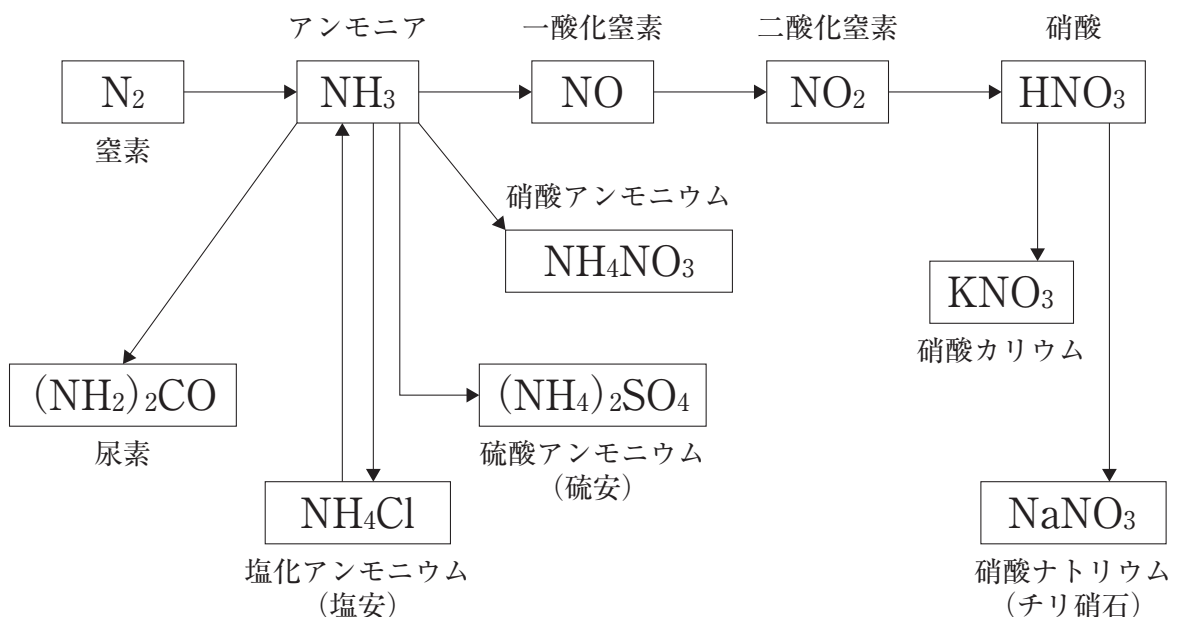 アンモニア
一酸化窒素
二酸化窒素
硝酸
N2
NH3
NO
NO2
HNO3
窒素
硝酸アンモニウム
NH4NO3
KNO3
硝酸カリウム
(NH2)2CO
尿素
(NH4)2SO4
硫酸アンモニウム
（硫安）
NH4Cl
塩化アンモニウム
（塩安）
NaNO3
硝酸ナトリウム
（チリ硝石）